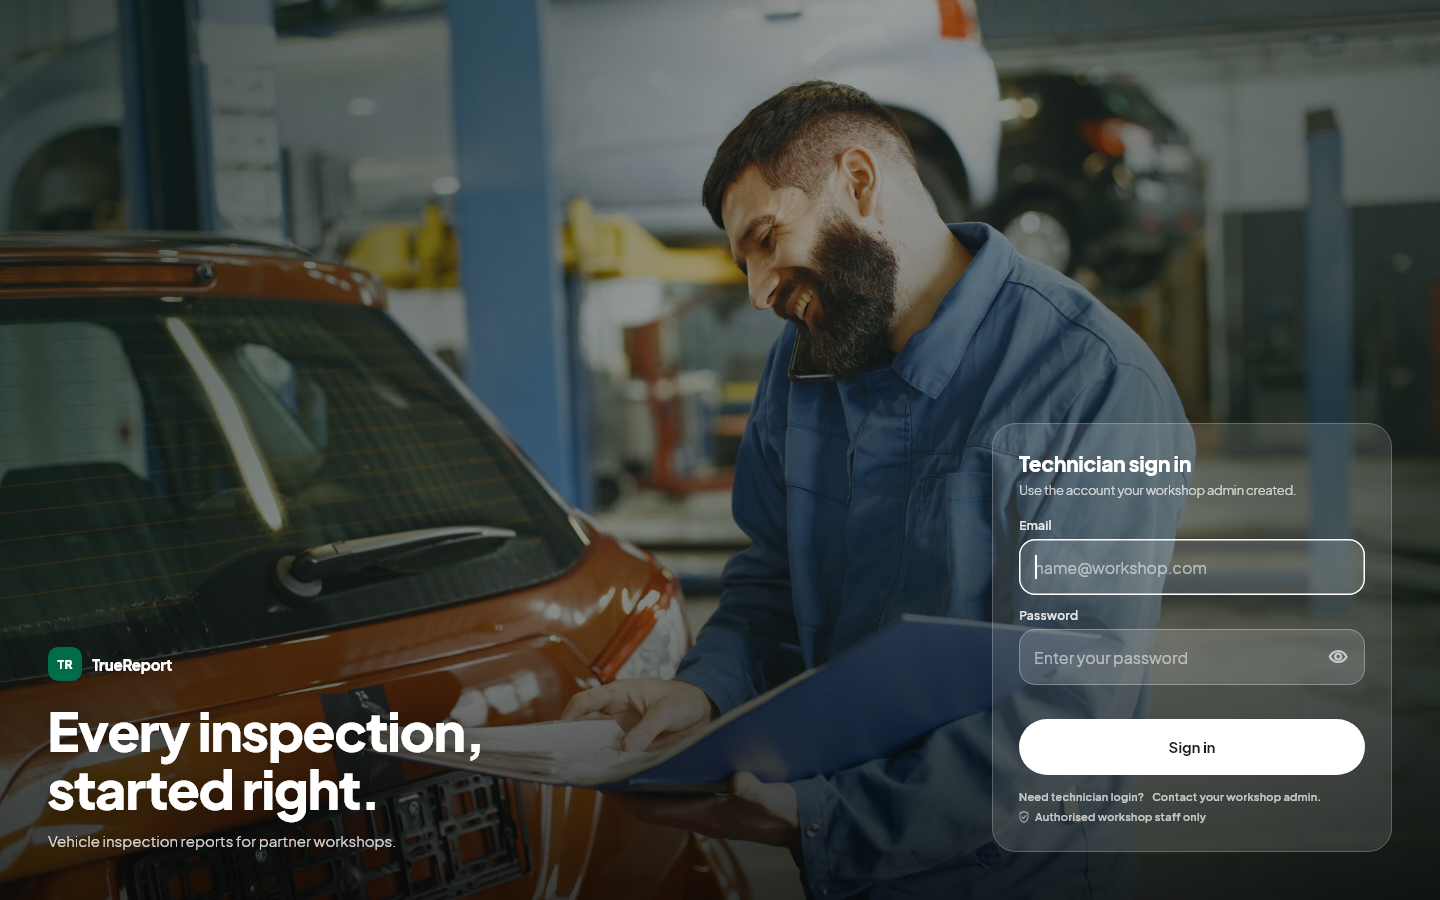 TR TrueReport
Every inspection,
started right.
Vehicle inspection reports for partner workshops.
Technician sign in
Use the account your workshop admin created.
Email
name@workshop.com
Password
Enter your password
Sign in
Need technician login? Contact your workshop admin.
Authorised workshop staff only